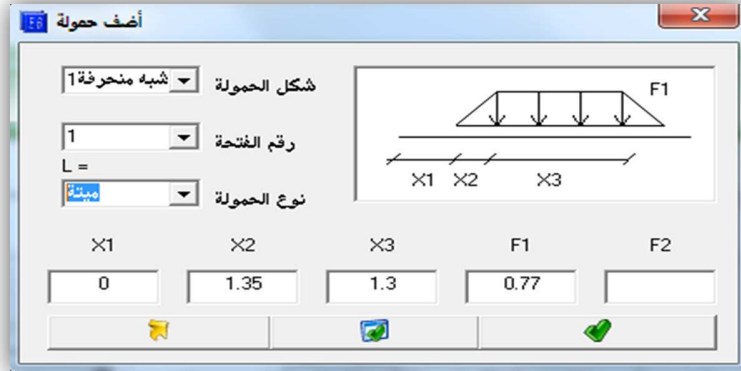 أضف حمولة
شكل الحمولة شبه منحرفة1
رقم الفتحة 1
L =
نوع الحمولة ميتة
F1
X1 X2 X3
X1 X2 X3 F1 F2
0 1.35 1.3 0.77